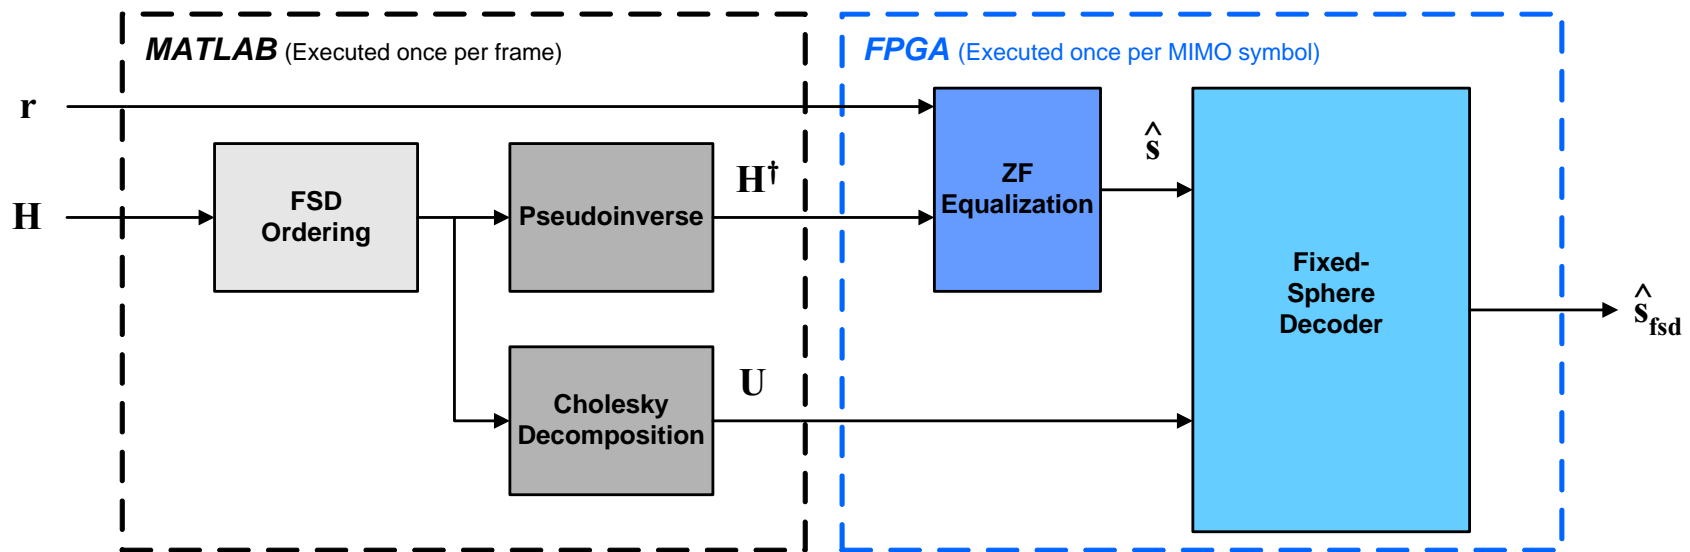 MATLAB (Executed once per frame)
FPGA (Executed once per MIMO symbol)
r
H
FSD
Ordering
Pseudoinverse
H†
Cholesky
Decomposition
U
ZF
Equalization
ŝ
Fixed-
Sphere
Decoder
ŝfsd